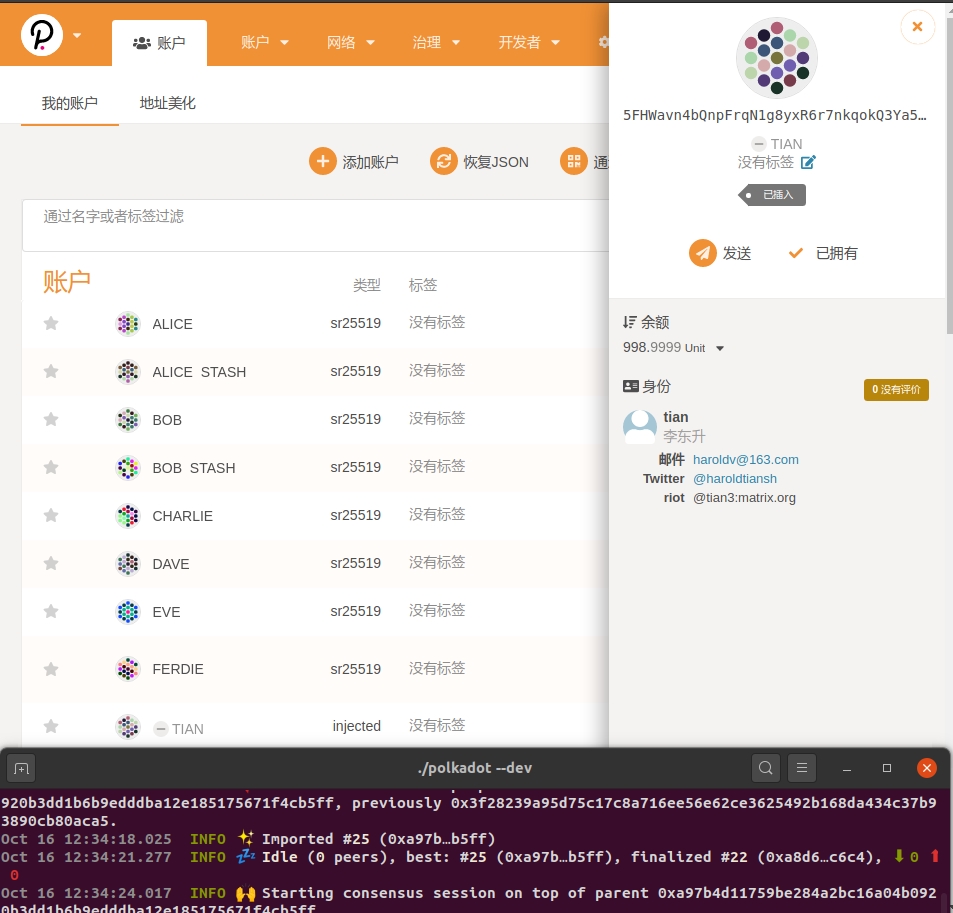 账户
账户
网络
治理
开发者
我的账户
地址美化
添加账户
恢复JSON
通
通过名字或者标签过滤
账户 类型 标签
ALICE sr25519 没有标签
ALICE_STASH sr25519 没有标签
BOB sr25519 没有标签
BOB_STASH sr25519 没有标签
CHARLIE sr25519 没有标签
DAVE sr25519 没有标签
EVE sr25519 没有标签
FERDIE sr25519 没有标签
TIAN injected 没有标签
5FHWavn4bQnpFrqN1g8yxR6r7nkqokQ3Ya5…
TIAN
没有标签
已插入
发送
已拥有
余额
998.9999 Unit
身份
0 没有评价
tian
李东升
邮件 haroldv@163.com
Twitter @haroldtiansh
riot @tian3:matrix.org
./polkadot --dev
920b3dd1b6b9edddba12e185175671f4cb5ff, previously 0x3f28239a95d75c17c8a716ee56e62ce3625492b168da434c37b9
3890cb80aca5.
Oct 16 12:34:18.025 INFO ✨ Imported #25 (0xa97b…b5ff)
Oct 16 12:34:21.277 INFO 💤 Idle (0 peers), best: #25 (0xa97b…b5ff), finalized #22 (0xa8d6…c6c4), ⬇ 0 ⬆
0
Oct 16 12:34:24.017 INFO 🙌 Starting consensus session on top of parent 0xa97b4d11759be284a2bc16a04b092
0b3dd1b6b9edddba12e185175671f4cb5ff